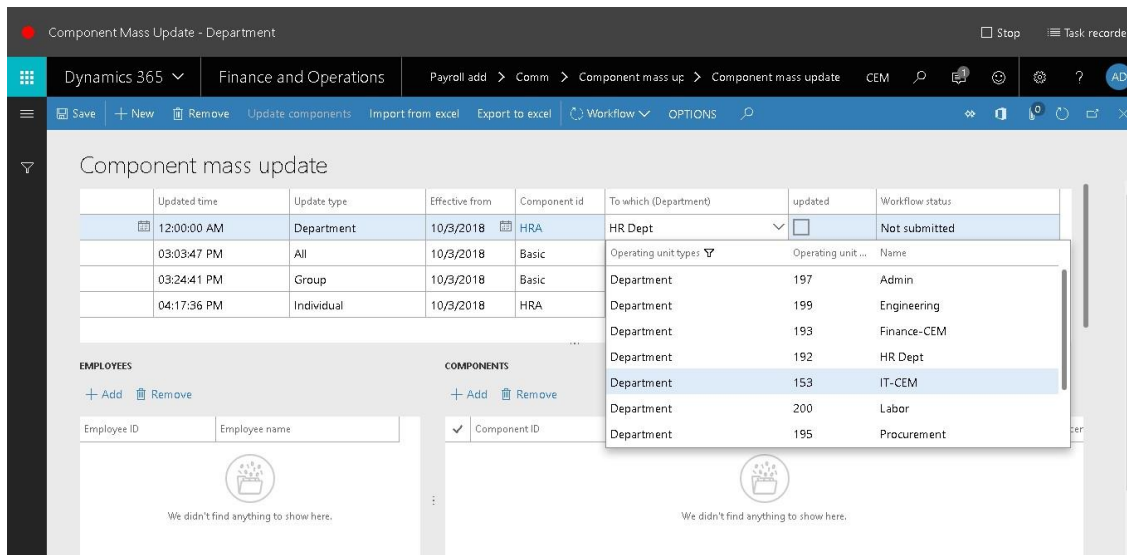 Component Mass Update - Department
Stop
Task recorde
Dynamics 365
Finance and Operations
Payroll add > Comm > Component mass up > Component mass update
CEM
1
?
AD
Save
New
Remove
Update components
Import from excel
Export to excel
Workflow
OPTIONS
0
Component mass update
Updated time Update type Effective from Component id To which (Department) updated Workflow status
12:00:00 AM Department 10/3/2018 HRA HR Dept Not submitted
03:03:47 PM All 10/3/2018 Basic
03:24:41 PM Group 10/3/2018 Basic
04:17:36 PM Individual 10/3/2018 HRA
Operating unit types Operating unit ... Name
Department 197 Admin
Department 199 Engineering
Department 193 Finance-CEM
Department 192 HR Dept
Department 153 IT-CEM
Department 200 Labor
Department 195 Procurement
EMPLOYEES
Add Remove
Employee ID Employee name
We didn't find anything to show here.
COMPONENTS
Add Remove
Component ID
cer
We didn't find anything to show here.